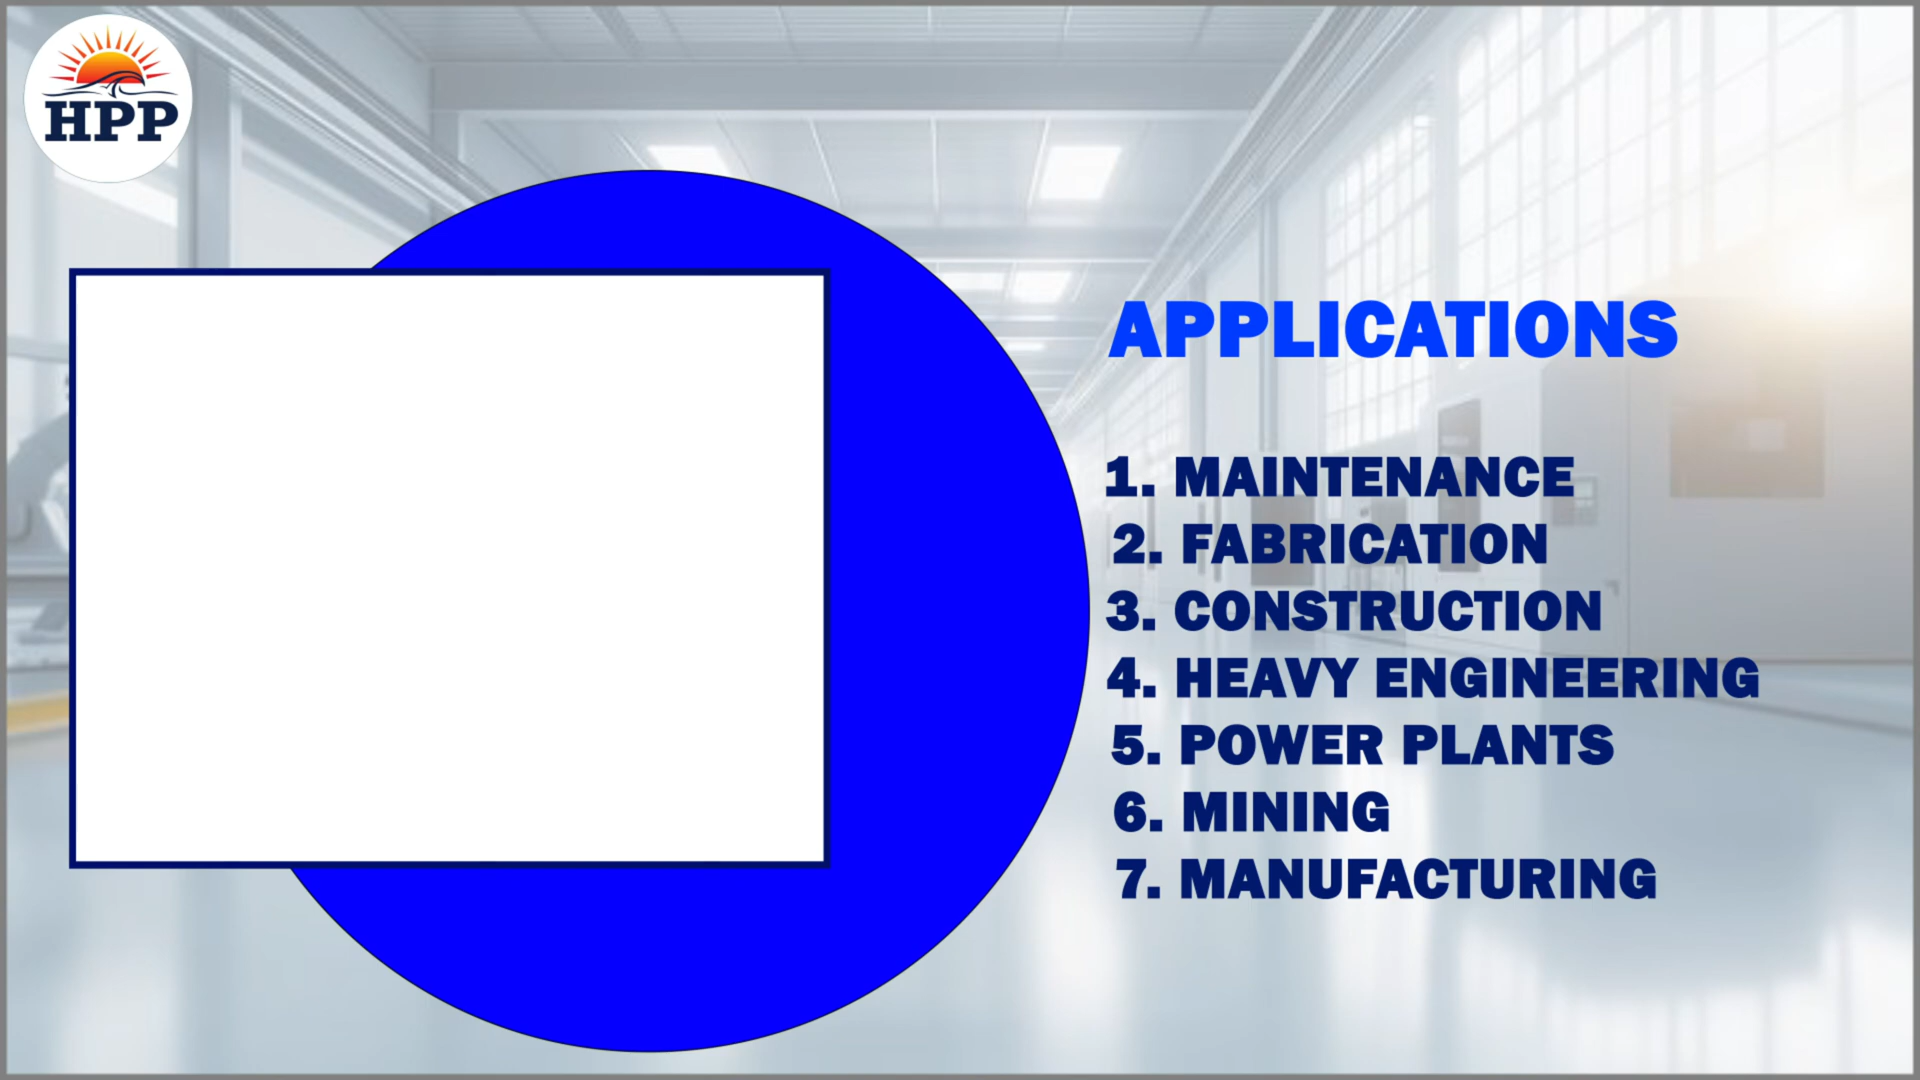 HPP
APPLICATIONS
1. MAINTENANCE
2. FABRICATION
3. CONSTRUCTION
4. HEAVY ENGINEERING
5. POWER PLANTS
6. MINING
7. MANUFACTURING